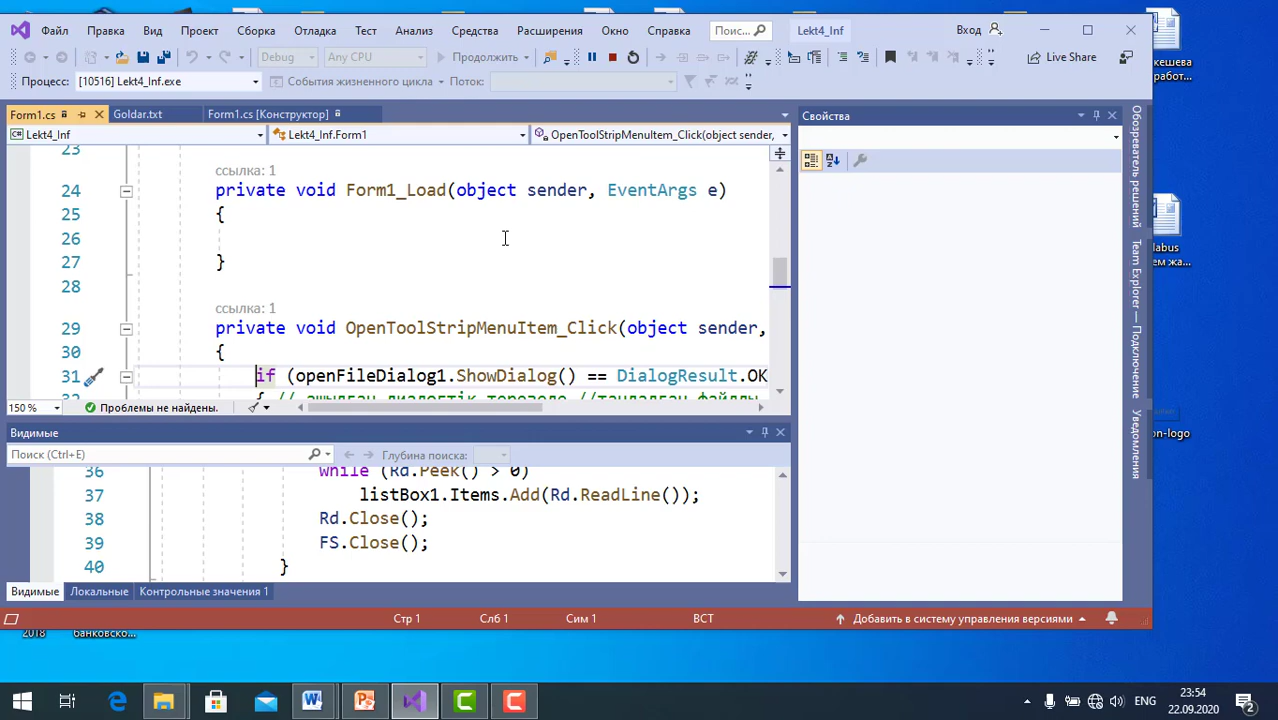 Файл Правка Вид Проект Сборка Отладка Тест Анализ Средства Расширения Окно Справка Поис... Lekt4_Inf Вход
Debug Any CPU Продолжить Live Share
Процесс: [10516] Lekt4_Inf.exe События жизненного цикла Поток:
Form1.cs Goldar.txt Form1.cs [Конструктор]
Lekt4_Inf Lekt4_Inf.Form1 OpenToolStripMenuItem_Click(object sender,
23
ссылка: 1
24 private void Form1_Load(object sender, EventArgs e)
25 {
26
27 }
28
ссылка: 1
29 private void OpenToolStripMenuItem_Click(object sender,
30 {
31 if (openFileDialog1.ShowDialog() == DialogResult.OK
150 % Проблемы не найдены.
Видимые
Поиск (Ctrl+E) Глубина поиска:
36 while (Rd.Peek() > 0)
37 listBox1.Items.Add(Rd.ReadLine());
38 Rd.Close();
39 FS.Close();
40 }
Видимые Локальные Контрольные значения 1
Стр 1 Слб 1 Сим 1 ВСТ Добавить в систему управления версиями
Свойства
Обозреватель решений
Team Explorer — Подключение
Уведомления
2018 банковско...
ENG 23:54
22.09.2020
2